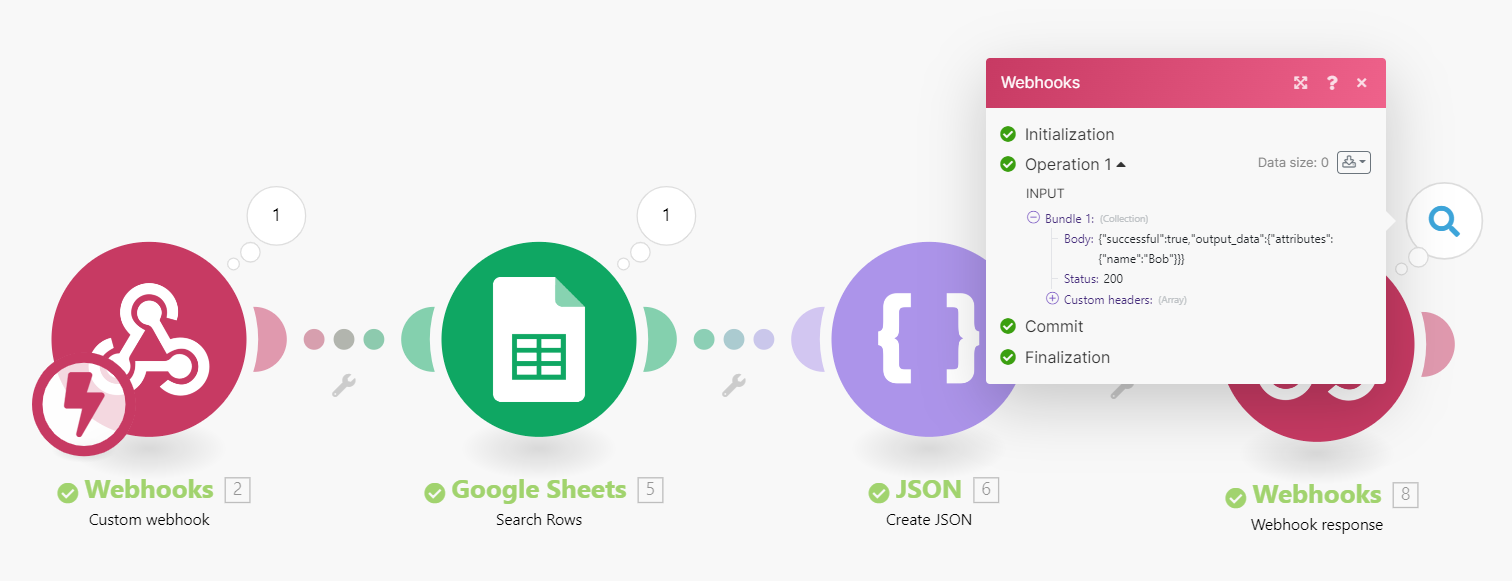 Webhooks
?
Initialization
Operation 1
Data size: 0
INPUT
Bundle 1: (Collection)
Body: {"successful":true,"output_data":{"attributes":
{"name":"Bob"}}}
Status: 200
Custom headers: (Array)
Commit
Finalization
1
1
Webhooks 2
Custom webhook
Google Sheets 5
Search Rows
JSON 6
Create JSON
Webhooks 8
Webhook response